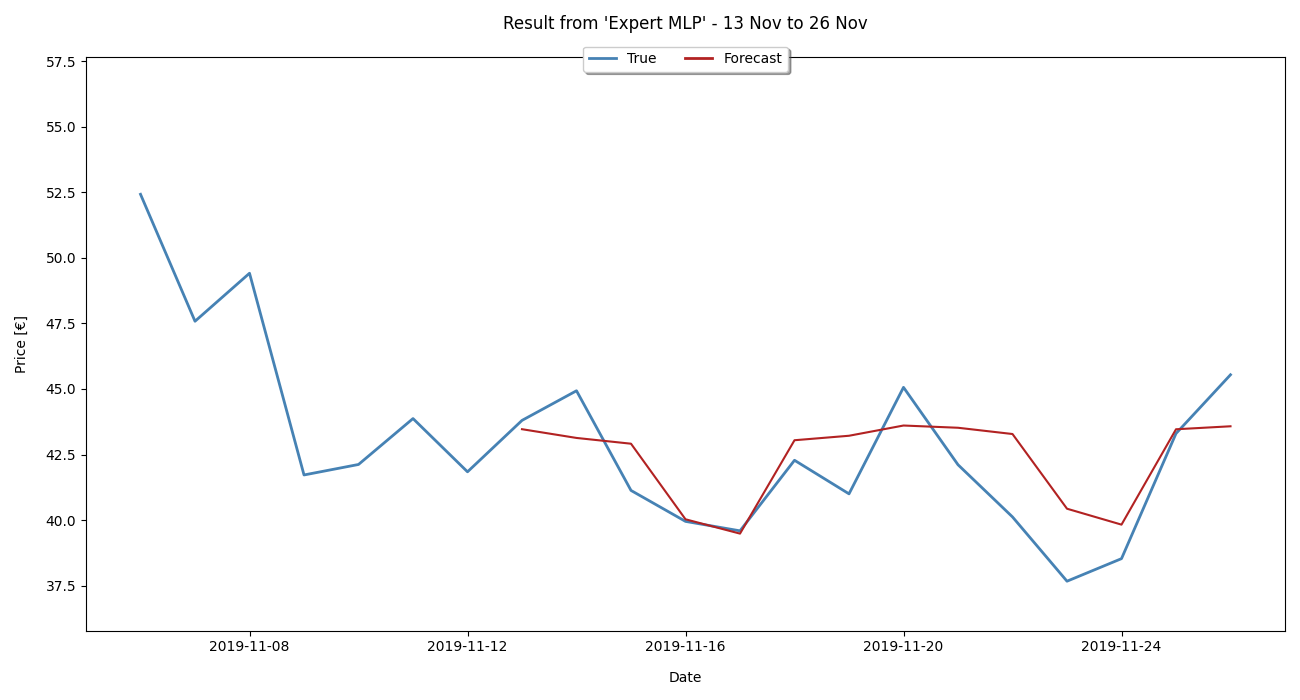 Result from 'Expert MLP' - 13 Nov to 26 Nov
True Forecast
57.5
55.0
52.5
50.0
47.5
45.0
42.5
40.0
37.5
Price [€]
2019-11-08 2019-11-12 2019-11-16 2019-11-20 2019-11-24
Date